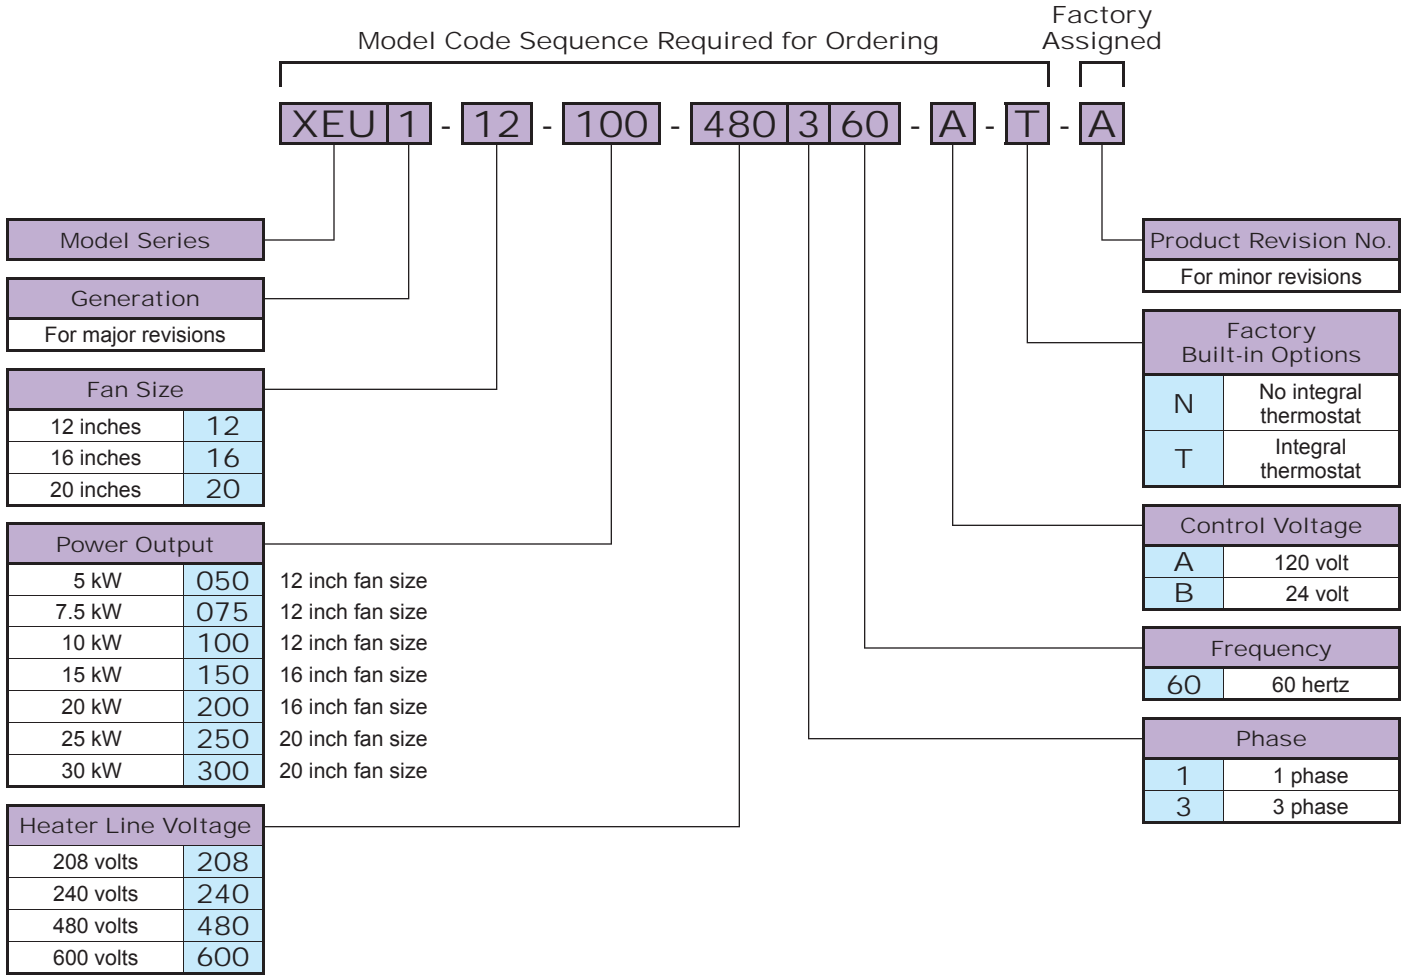 Model Code Sequence Required for Ordering
Factory
Assigned
XEU 1 - 12 - 100 - 480 3 60 - A - T - A
Model Series
Generation
For major revisions
Fan Size
12 inches 12
16 inches 16
20 inches 20
Power Output
5 kW 050 12 inch fan size
7.5 kW 075 12 inch fan size
10 kW 100 12 inch fan size
15 kW 150 16 inch fan size
20 kW 200 16 inch fan size
25 kW 250 20 inch fan size
30 kW 300 20 inch fan size
Heater Line Voltage
208 volts 208
240 volts 240
480 volts 480
600 volts 600
Product Revision No.
For minor revisions
Factory
Built-in Options
N No integral
thermostat
T Integral
thermostat
Control Voltage
A 120 volt
B 24 volt
Frequency
60 60 hertz
Phase
1 1 phase
3 3 phase